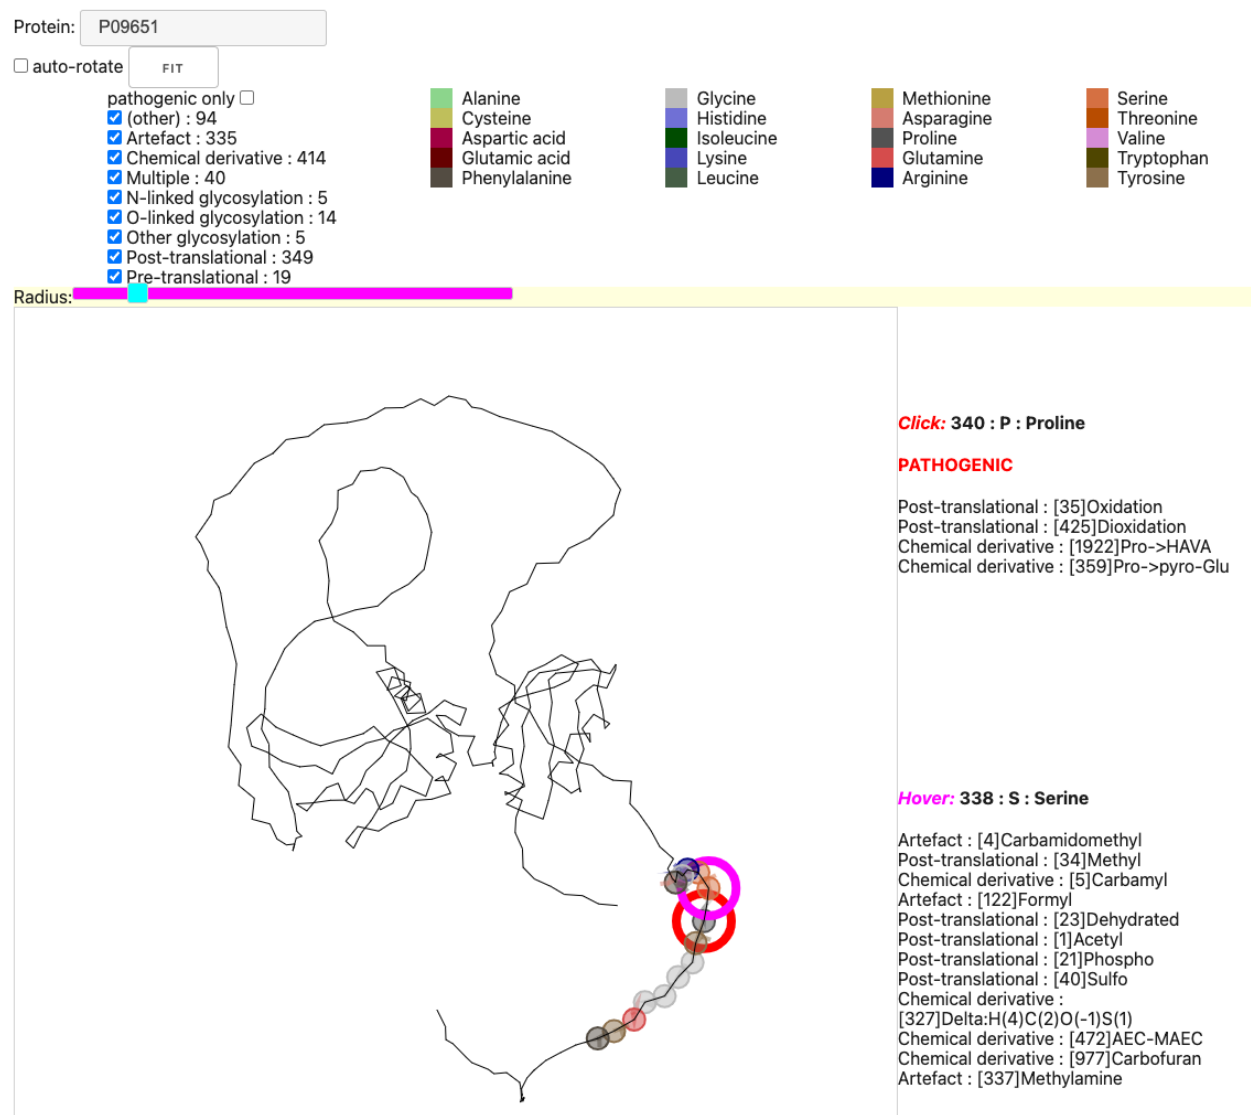 Protein: P09651
auto-rotate FIT
pathogenic only
(other) : 94
Artefact : 335
Chemical derivative : 414
Multiple : 40
N-linked glycosylation : 5
O-linked glycosylation : 14
Other glycosylation : 5
Post-translational : 349
Pre-translational : 19
Alanine
Cysteine
Aspartic acid
Glutamic acid
Phenylalanine
Glycine
Histidine
Isoleucine
Lysine
Leucine
Methionine
Asparagine
Proline
Glutamine
Arginine
Serine
Threonine
Valine
Tryptophan
Tyrosine
Radius:
Click: 340 : P : Proline
PATHOGENIC
Post-translational : [35]Oxidation
Post-translational : [425]Dioxidation
Chemical derivative : [1922]Pro->HAVA
Chemical derivative : [359]Pro->pyro-Glu
Hover: 338 : S : Serine
Artefact : [4]Carbamidomethyl
Post-translational : [34]Methyl
Chemical derivative : [5]Carbamyl
Artefact : [122]Formyl
Post-translational : [23]Dehydrated
Post-translational : [1]Acetyl
Post-translational : [21]Phospho
Post-translational : [40]Sulfo
Chemical derivative :
[327]Delta:H(4)C(2)O(-1)S(1)
Chemical derivative : [472]AEC-MAEC
Chemical derivative : [977]Carbofuran
Artefact : [337]Methylamine